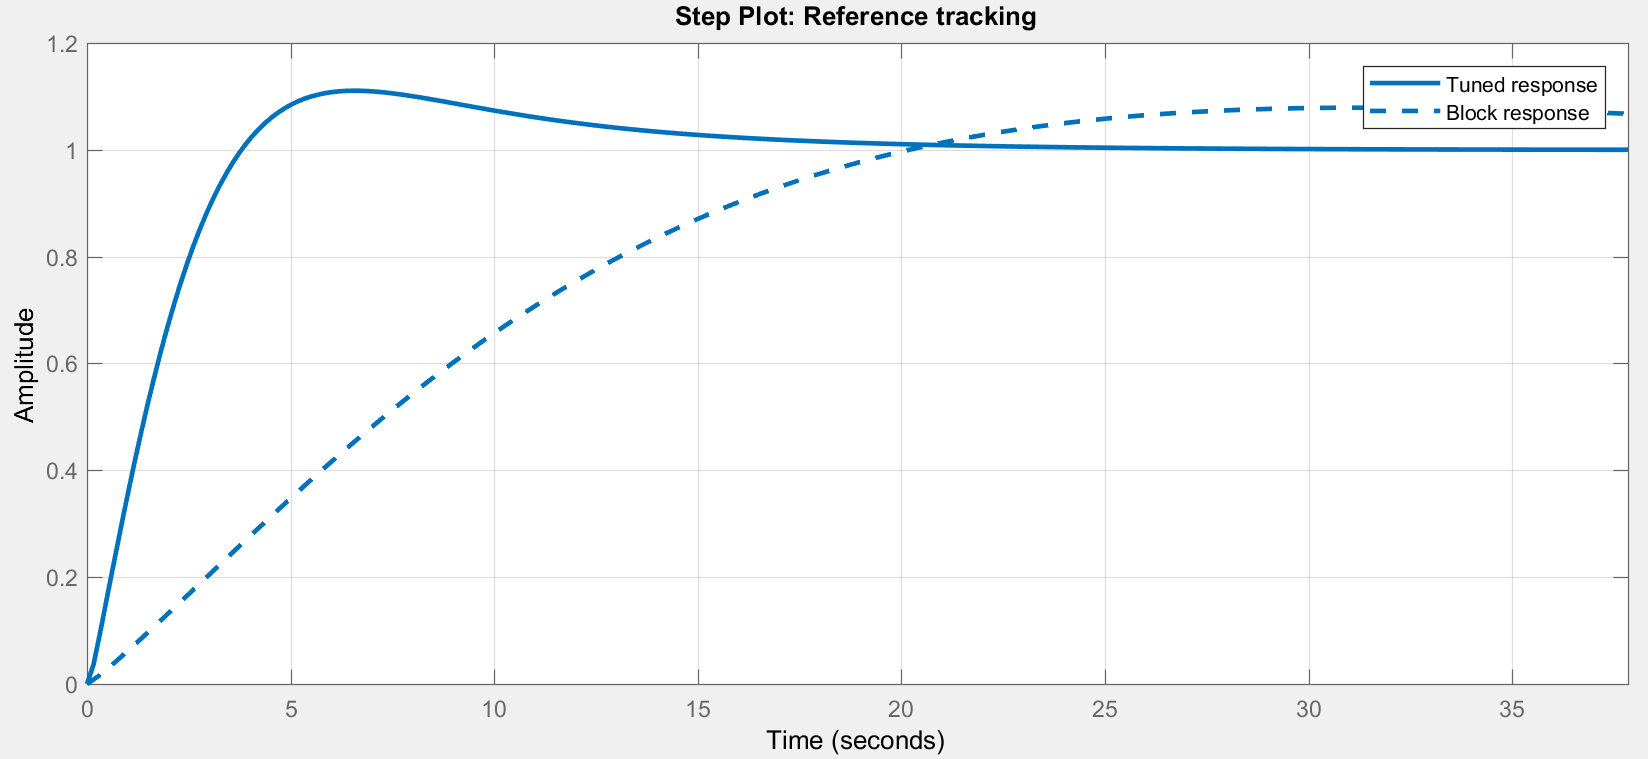 Step Plot: Reference tracking
1.2
1
0.8
0.6
0.4
0.2
0
Amplitude
Tuned response
Block response
0 5 10 15 20 25 30 35
Time (seconds)